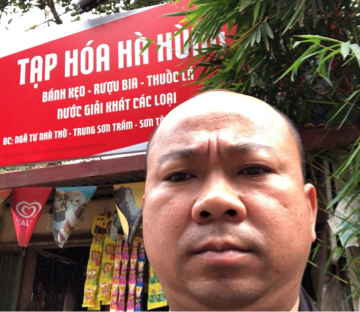 TẠP HÓA HÀ
BÁNH KẸO - RƯỢU BIA - THUỐC LÁ
NƯỚC GIẢI KHÁT CÁC LOẠI
ĐC: NGÃ TƯ NHÀ THỜ - TRUNG SƠN TRẦM - SƠN